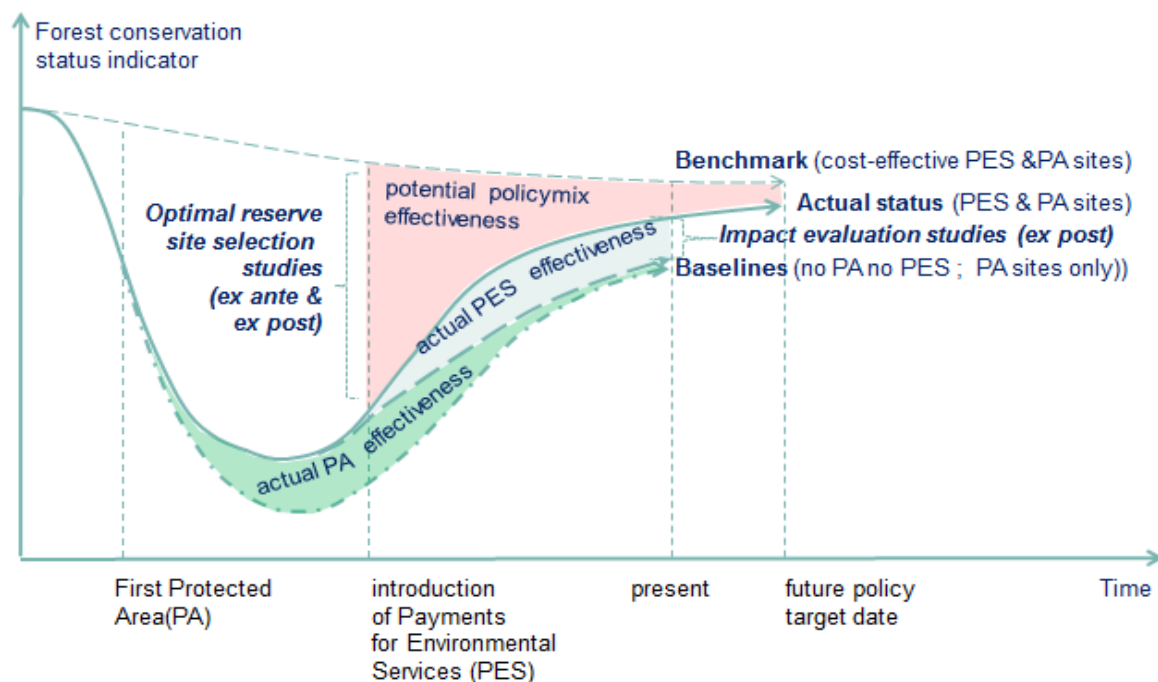 Forest conservation
status indicator
Benchmark (cost-effective PES &PA sites)
potential policymix
effectiveness
Actual status (PES & PA sites)
Optimal reserve
site selection
studies
(ex ante &
ex post)
Impact evaluation studies (ex post)
actual PES effectiveness
Baselines (no PA no PES ; PA sites only))
actual PA effectiveness
First Protected
Area(PA)
introduction
of Payments
for Environmental
Services (PES)
present
future policy
target date
Time